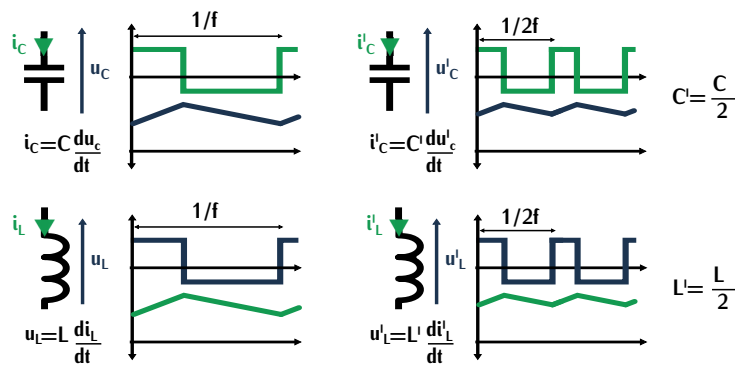 1/f
i_C
u_C
i_C=C du_c/dt
1/2f
i'_C
u'_C
i'_C=C' du'_c/dt
C'= C/2
1/f
i_L
u_L
u_L=L di_L/dt
1/2f
i'_L
u'_L
u'_L=L' di'_L/dt
L'= L/2